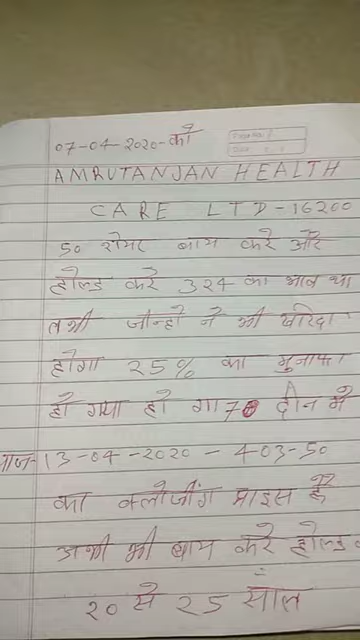 07-04-2020-को
AMRUTANJAN HEALTH
CARE LTD-16200
50 शेयर बाय करे और
होल्ड करे 324 का भाव था
तभी जीन्हो ने भी खरिदा
होगा 25% का मुनाफा
हो गया हो गा 7 दीन मे
आज-13-04-2020-403-50
का क्लोजींग प्राइस है
अभी भी बाय करे होल्ड
20 से 25 साल